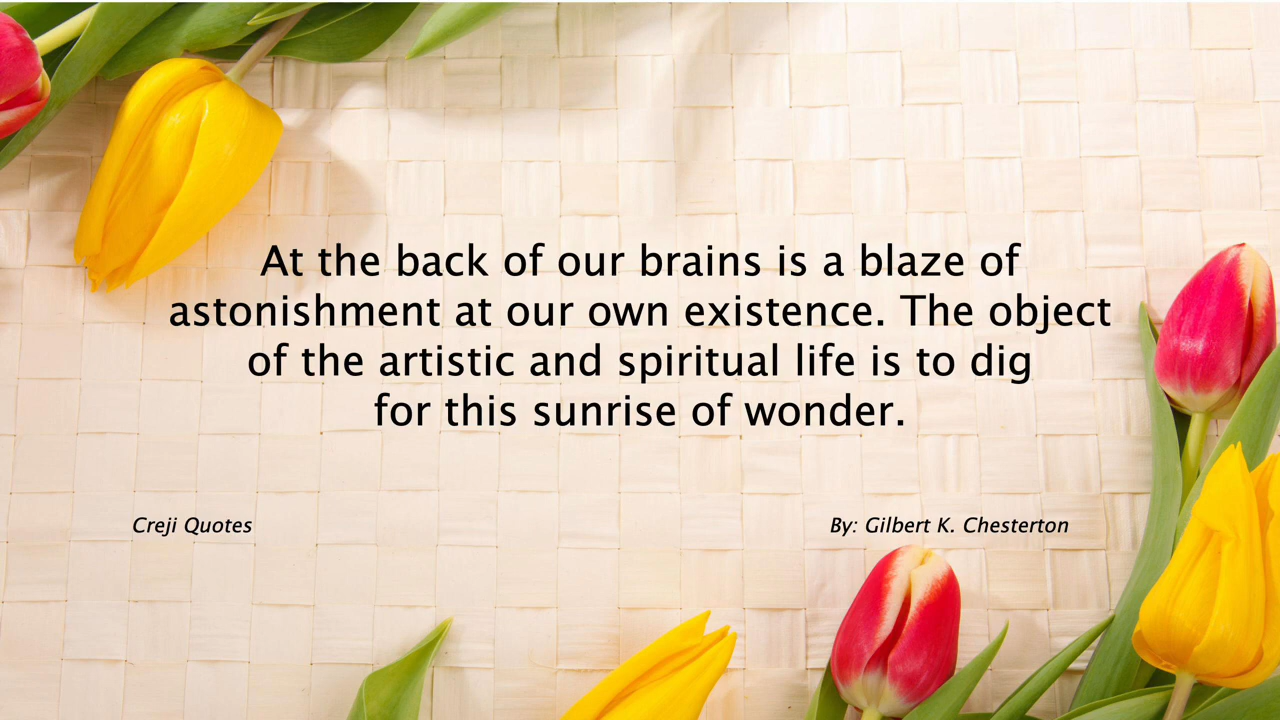 At the back of our brains is a blaze of
astonishment at our own existence. The object
of the artistic and spiritual life is to dig
for this sunrise of wonder.
Creji Quotes
By: Gilbert K. Chesterton